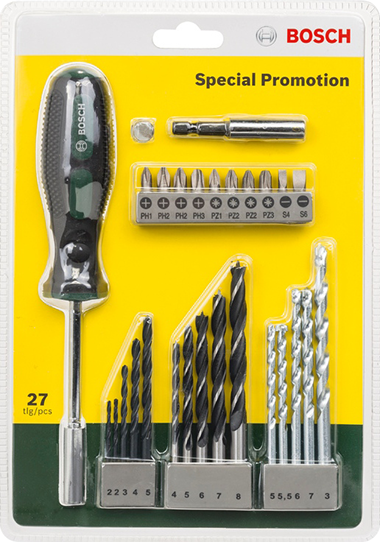 BOSCH
Special Promotion
BOSCH
PH1 PH2 PH2 PH3 PZ1 PZ2 PZ2 PZ3 S4 S6
27
tlg/pcs
2 2 3 4 5
4 5 6 7 8
5 5,5 6 7 3